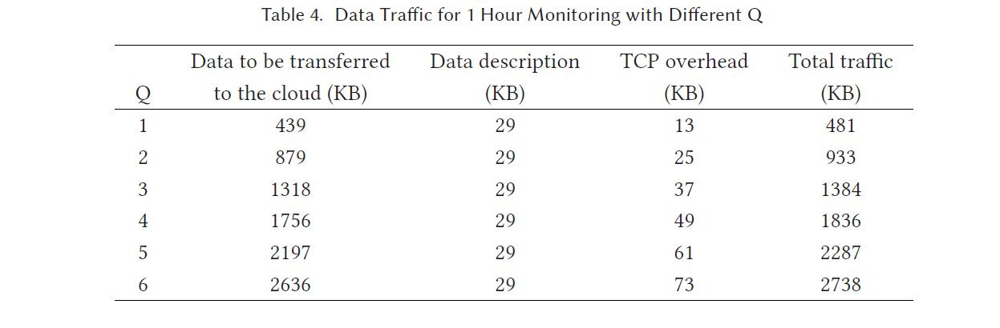 Table 4. Data Traffic for 1 Hour Monitoring with Different Q
Data to be transferred Data description TCP overhead Total traffic
Q to the cloud (KB) (KB) (KB) (KB)
1 439 29 13 481
2 879 29 25 933
3 1318 29 37 1384
4 1756 29 49 1836
5 2197 29 61 2287
6 2636 29 73 2738